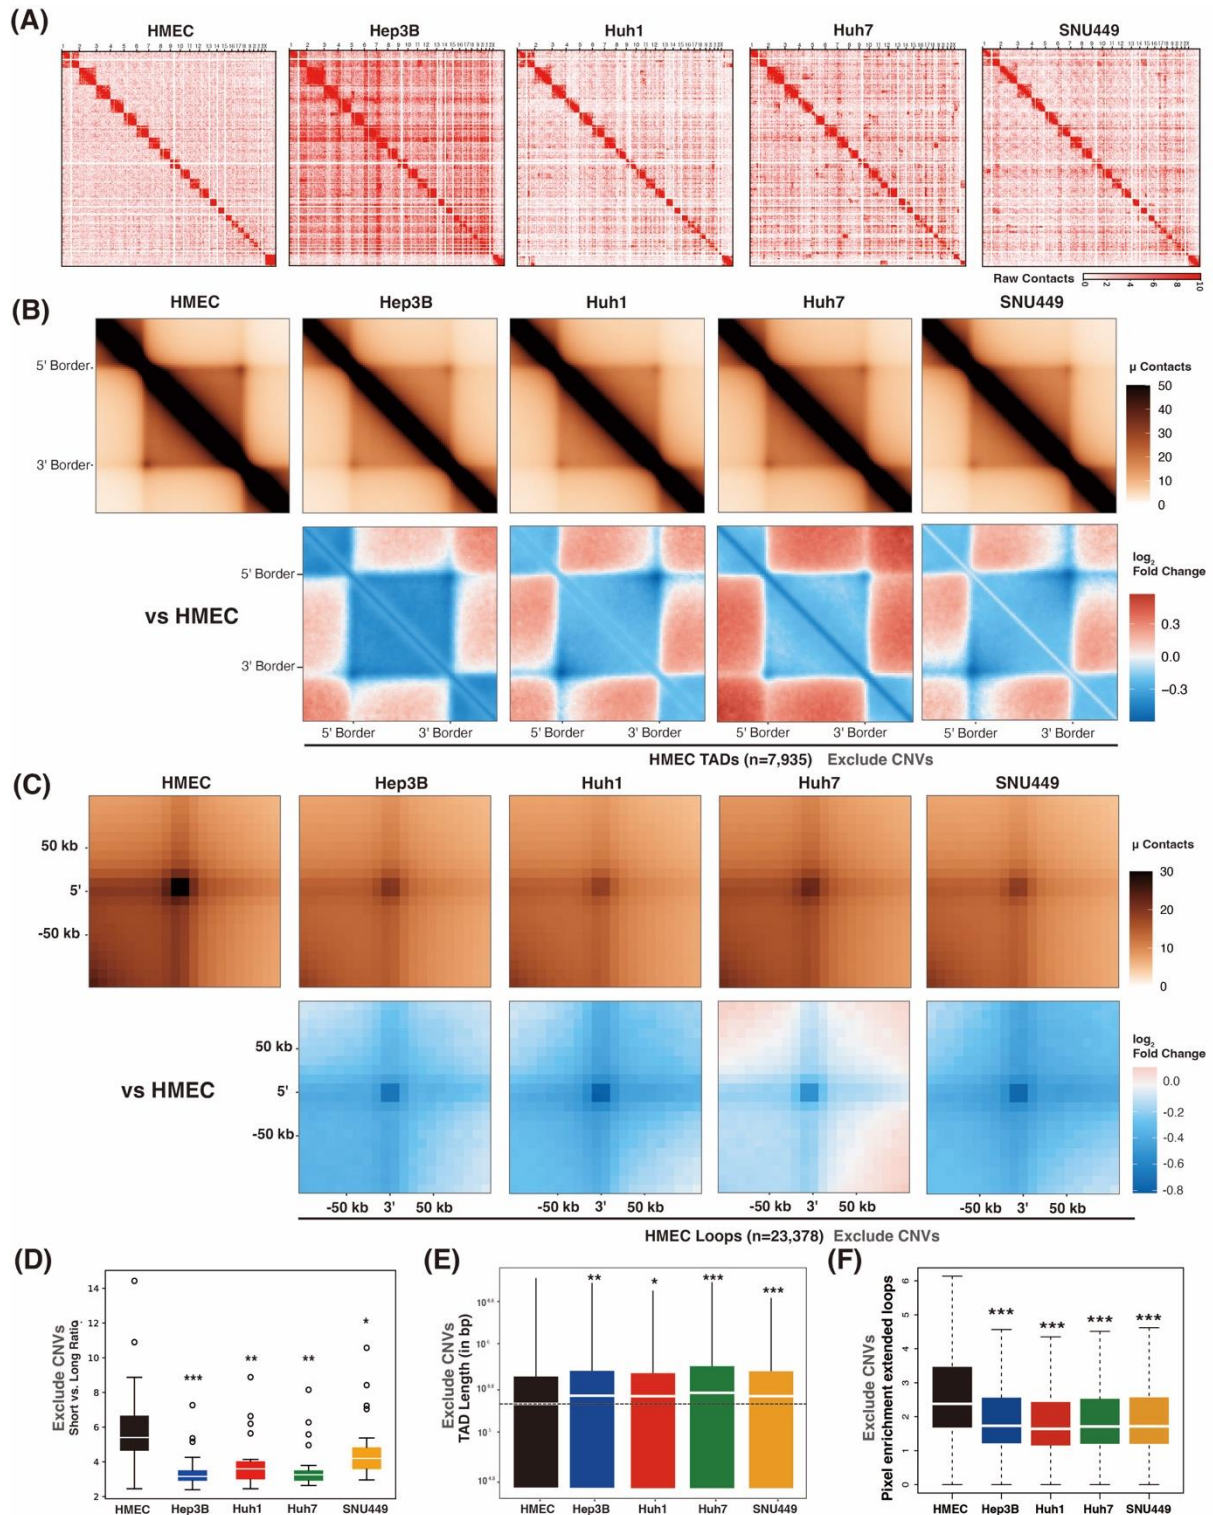 (A)
HMEC Hep3B Huh1 Huh7 SNU449
Raw Contacts 0 2 4 6 8 10
(B)
HMEC Hep3B Huh1 Huh7 SNU449
5' Border
3' Border
μ Contacts
50
40
30
20
10
0
vs HMEC
5' Border
3' Border
log2
Fold Change
0.3
0.0
−0.3
5' Border 3' Border 5' Border 3' Border 5' Border 3' Border 5' Border 3' Border
HMEC TADs (n=7,935) Exclude CNVs
(C)
HMEC Hep3B Huh1 Huh7 SNU449
50 kb
5'
-50 kb
μ Contacts
30
20
10
0
vs HMEC
50 kb
5'
-50 kb
log2
Fold Change
0.0
-0.2
-0.4
-0.6
-0.8
-50 kb 3' 50 kb -50 kb 3' 50 kb -50 kb 3' 50 kb -50 kb 3' 50 kb
HMEC Loops (n=23,378) Exclude CNVs
(D)
Exclude CNVs
Short vs. Long Ratio
14
12
10
8
6
4
2
*** ** ** *
HMEC Hep3B Huh1 Huh7 SNU449
(E)
Exclude CNVs
TAD Length (in bp)
** * *** ***
HMEC Hep3B Huh1 Huh7 SNU449
(F)
Exclude CNVs
Pixel enrichment extended loops
6
5
4
3
2
1
0
*** *** *** ***
HMEC Hep3B Huh1 Huh7 SNU449